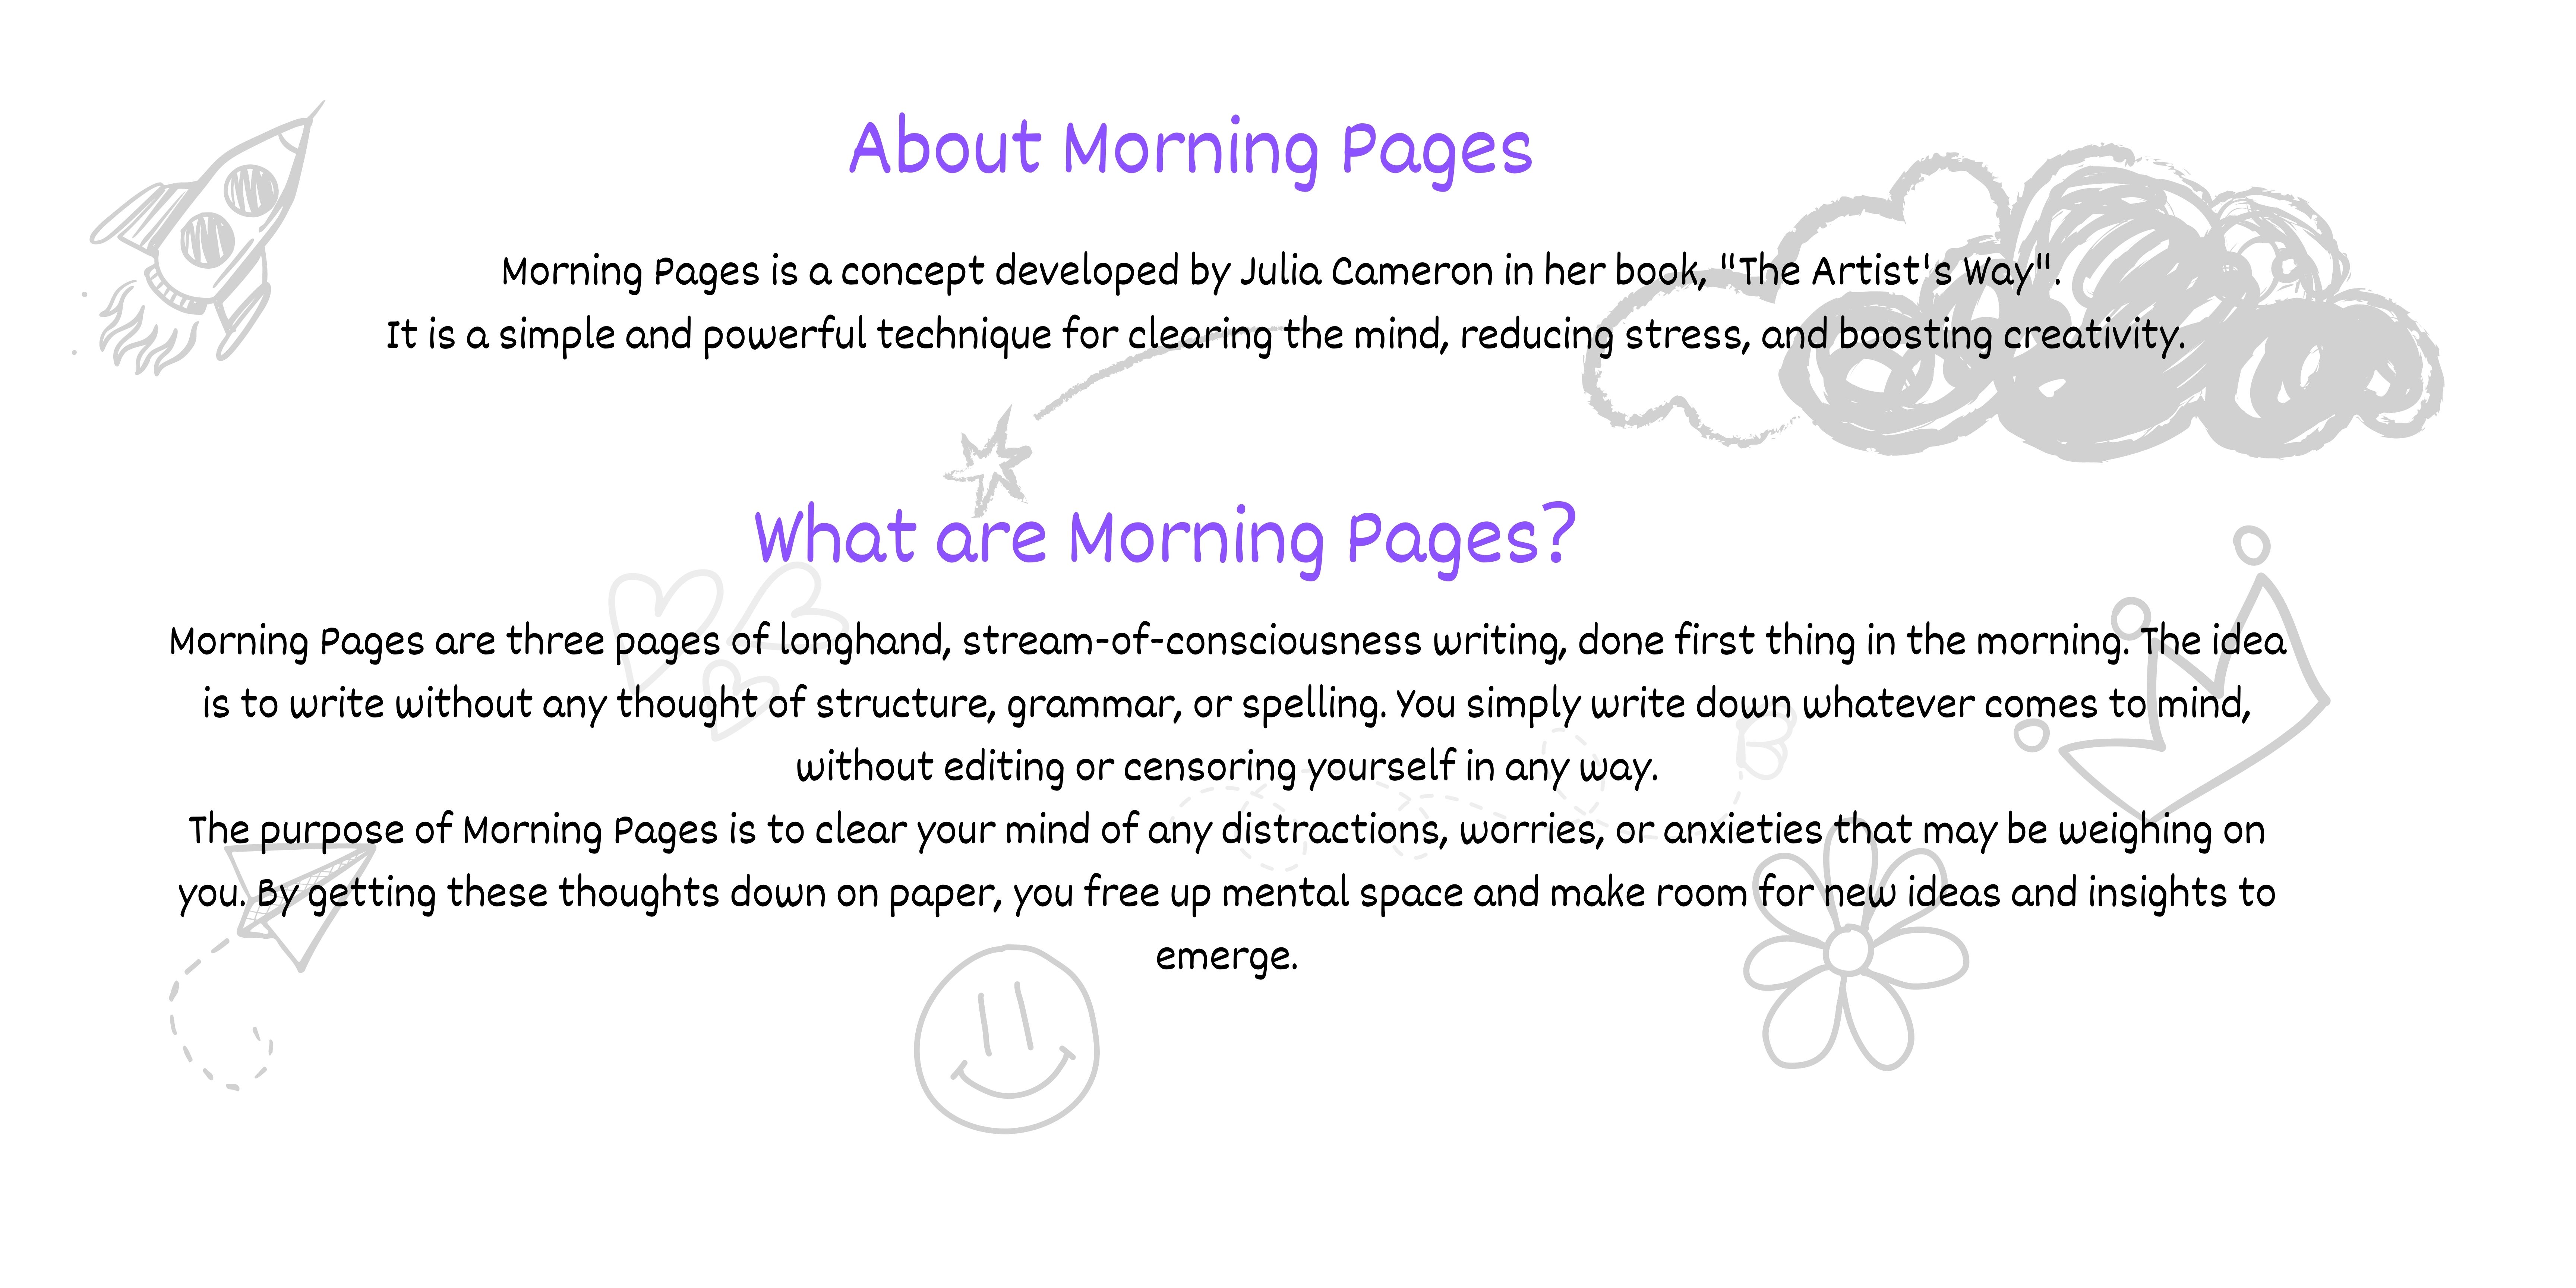 About Morning Pages
Morning Pages is a concept developed by Julia Cameron in her book, "The Artist's Way".
It is a simple and powerful technique for clearing the mind, reducing stress, and boosting creativity.
What are Morning Pages?
Morning Pages are three pages of longhand, stream-of-consciousness writing, done first thing in the morning. The idea
is to write without any thought of structure, grammar, or spelling. You simply write down whatever comes to mind,
without editing or censoring yourself in any way.
The purpose of Morning Pages is to clear your mind of any distractions, worries, or anxieties that may be weighing on
you. By getting these thoughts down on paper, you free up mental space and make room for new ideas and insights to
emerge.